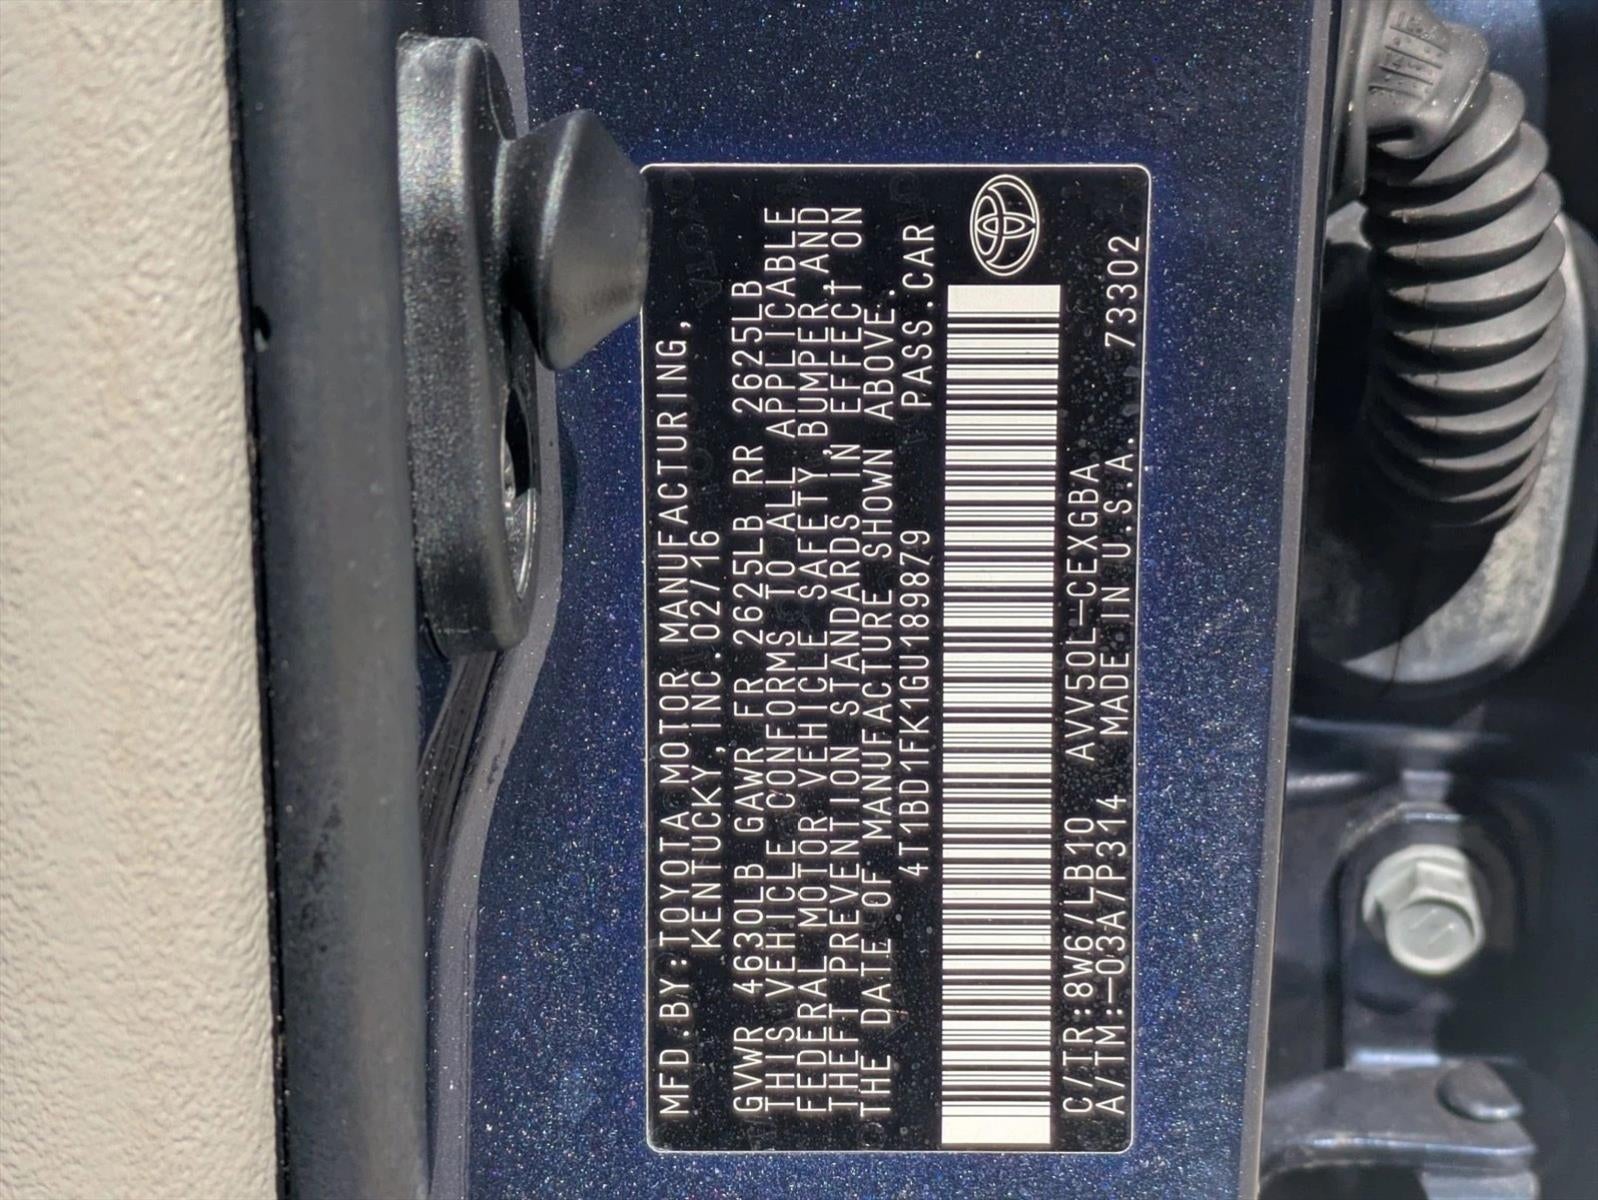 MFD.BY:TOYOTA MOTOR MANUFACTURING,
KENTUCKY,INC.02/16
GVWR 4630LB GAWR FR 2625LB RR 2625LB
THIS VEHICLE CONFORMS TO ALL APPLICABLE
FEDERAL MOTOR VEHICLE SAFETY,BUMPER,AND
THEFT PREVENTION STANDARDS IN EFFECT ON
THE DATE OF MANUFACTURE SHOWN ABOVE.
4T1BD1FK1GU189879 PASS.CAR
C/TR:8W6/LB10 AVV50L-CEXGBA
A/TM:-03A/P314 MADE IN U.S.A. 73302